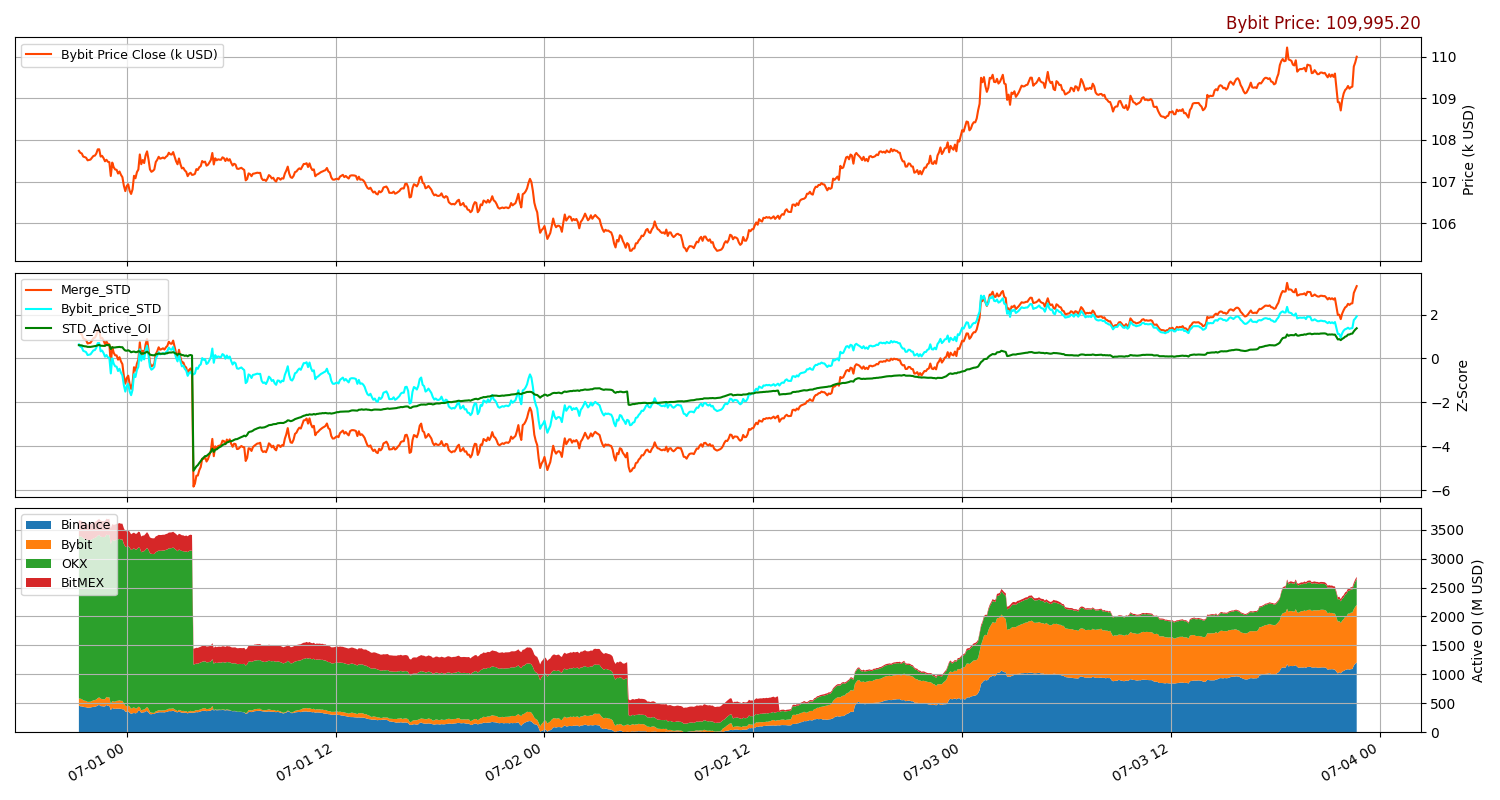 Bybit Price: 109,995.20
Bybit Price Close (k USD)
110
109
108
107
106
Price (k USD)
Merge_STD
Bybit_price_STD
STD_Active_OI
2
0
−2
−4
−6
Z-Score
Binance
Bybit
OKX
BitMEX
3500
3000
2500
2000
1500
1000
500
0
Active OI (M USD)
07-01 00
07-01 12
07-02 00
07-02 12
07-03 00
07-03 12
07-04 00